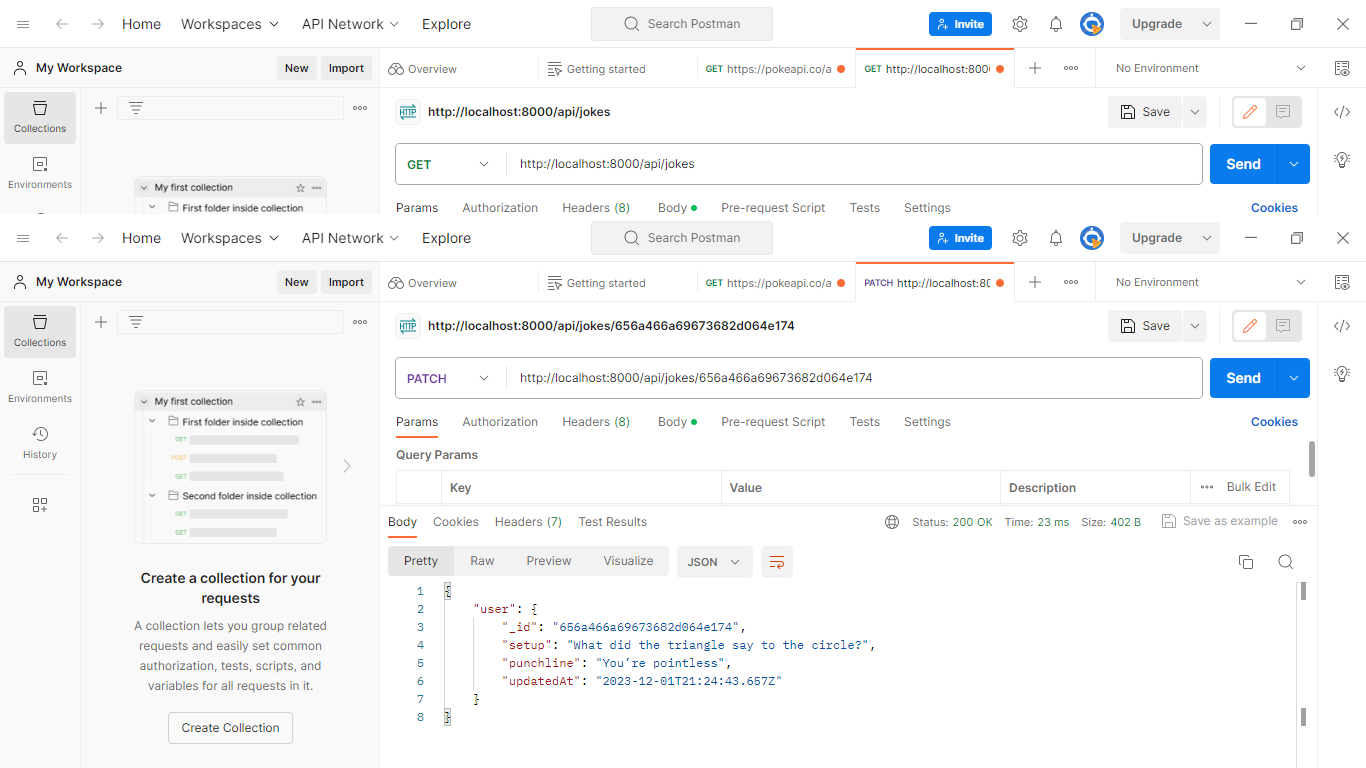 Home Workspaces API Network Explore Search Postman Invite Upgrade
My Workspace New Import Overview Getting started GET https://pokeapi.co/a GET http://localhost:8000 No Environment
Collections
Environments
My first collection
First folder inside collection
HTTP http://localhost:8000/api/jokes Save
GET http://localhost:8000/api/jokes Send
Params Authorization Headers (8) Body Pre-request Script Tests Settings Cookies
Home Workspaces API Network Explore Search Postman Invite Upgrade
My Workspace New Import Overview Getting started GET https://pokeapi.co/a PATCH http://localhost:80 No Environment
Collections
Environments
History
My first collection
First folder inside collection
GET
POST
GET
Second folder inside collection
GET
GET
Create a collection for your
requests
A collection lets you group related
requests and easily set common
authorization, tests, scripts, and
variables for all requests in it.
Create Collection
HTTP http://localhost:8000/api/jokes/656a466a69673682d064e174 Save
PATCH http://localhost:8000/api/jokes/656a466a69673682d064e174 Send
Params Authorization Headers (8) Body Pre-request Script Tests Settings Cookies
Query Params
Key Value Description Bulk Edit
Body Cookies Headers (7) Test Results Status: 200 OK Time: 23 ms Size: 402 B Save as example
Pretty Raw Preview Visualize JSON
1 {
2 "user": {
3 "_id": "656a466a69673682d064e174",
4 "setup": "What did the triangle say to the circle?",
5 "punchline": "You’re pointless",
6 "updatedAt": "2023-12-01T21:24:43.657Z"
7 }
8 }